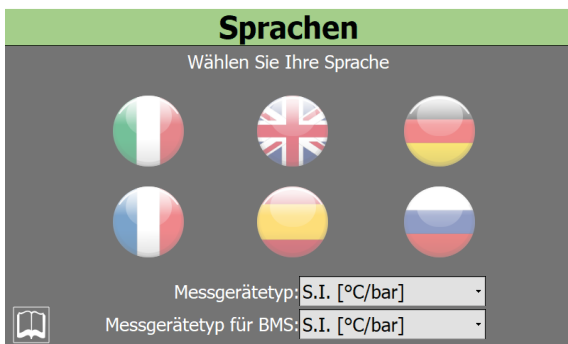 Sprachen
Wählen Sie Ihre Sprache
Messgerätetyp: S.I. [°C/bar]
Messgerätetyp für BMS: S.I. [°C/bar]